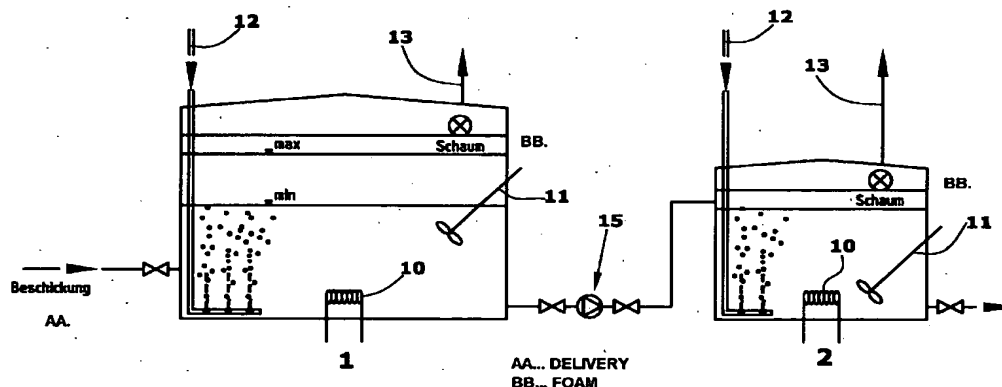 12
12
13
13
max
Schaum
BB.
min
11
BB.
Schaum
11
15
10
10
Beschickung
AA.
1
2
AA... DELIVERY
BB... FOAM